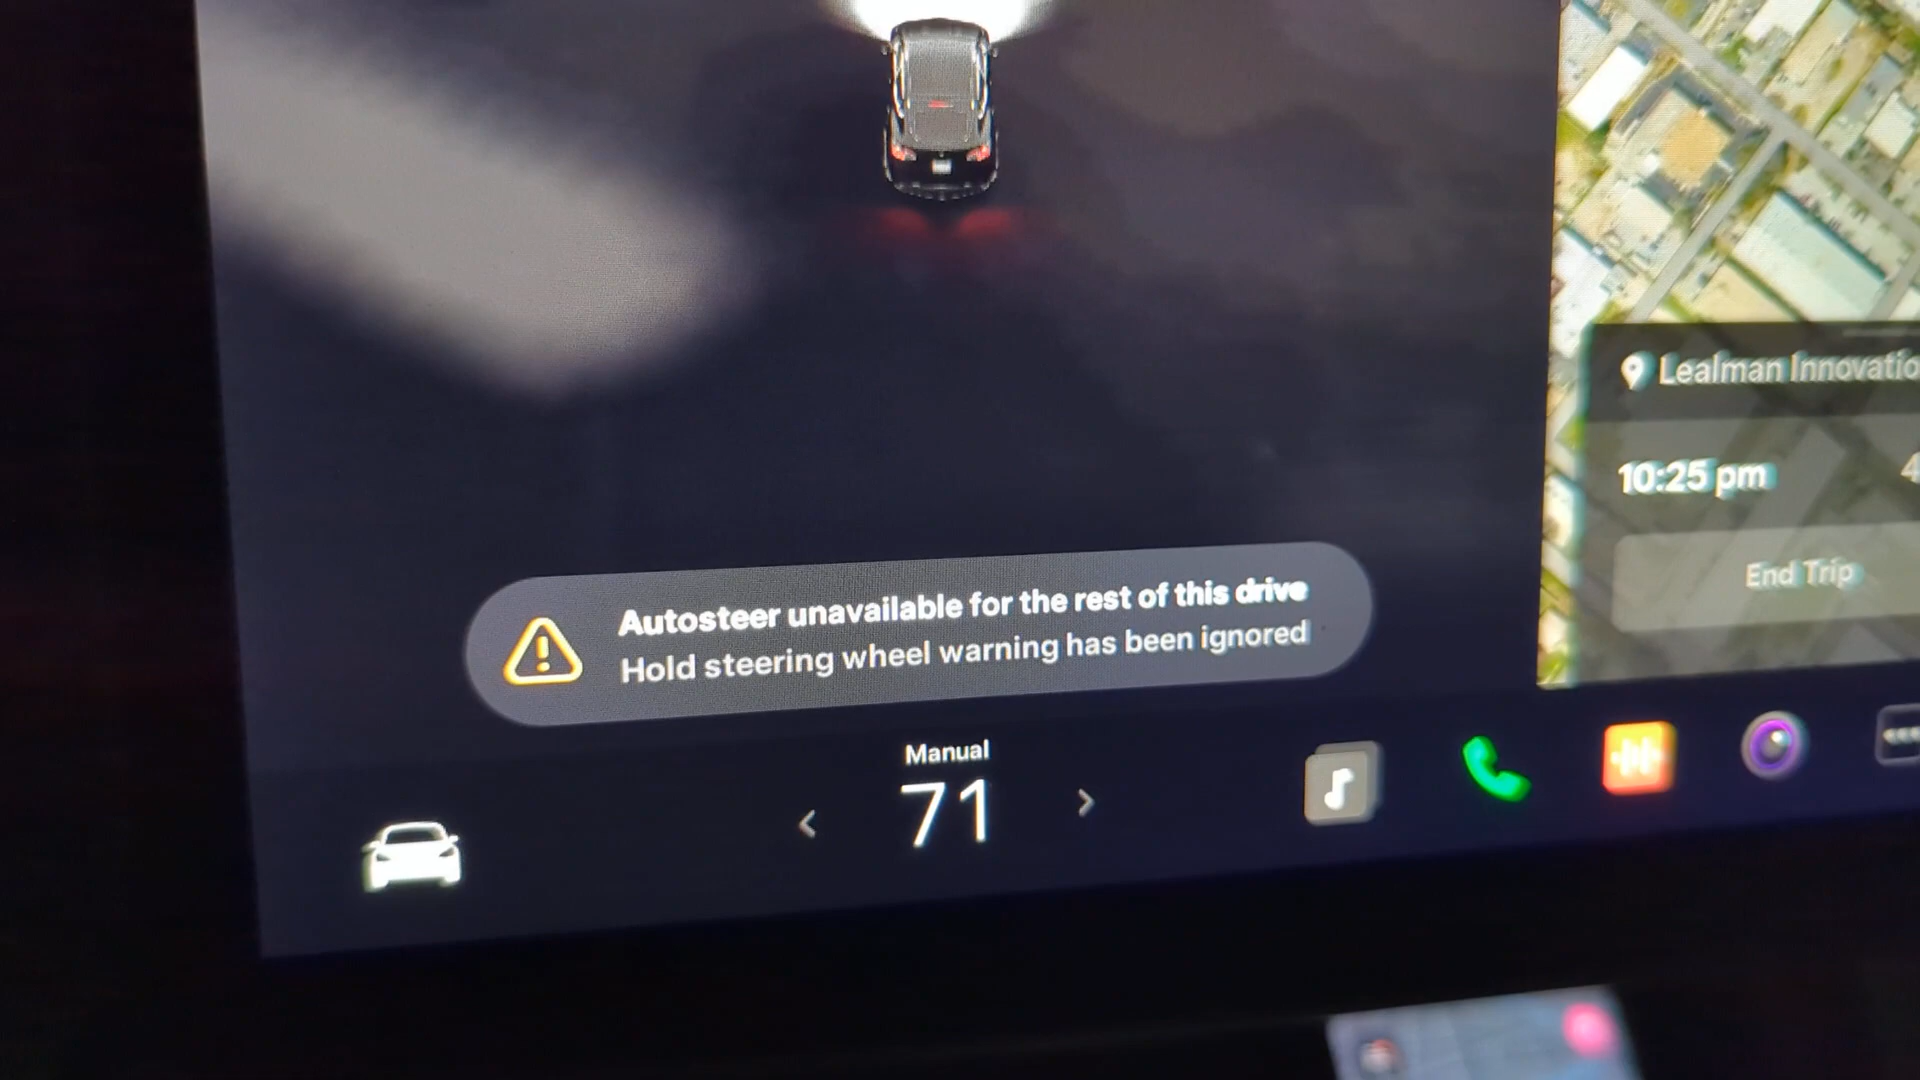 Lealman Innovatio
10:25 pm
End Trip
Autosteer unavailable for the rest of this drive
Hold steering wheel warning has been ignored
Manual
71